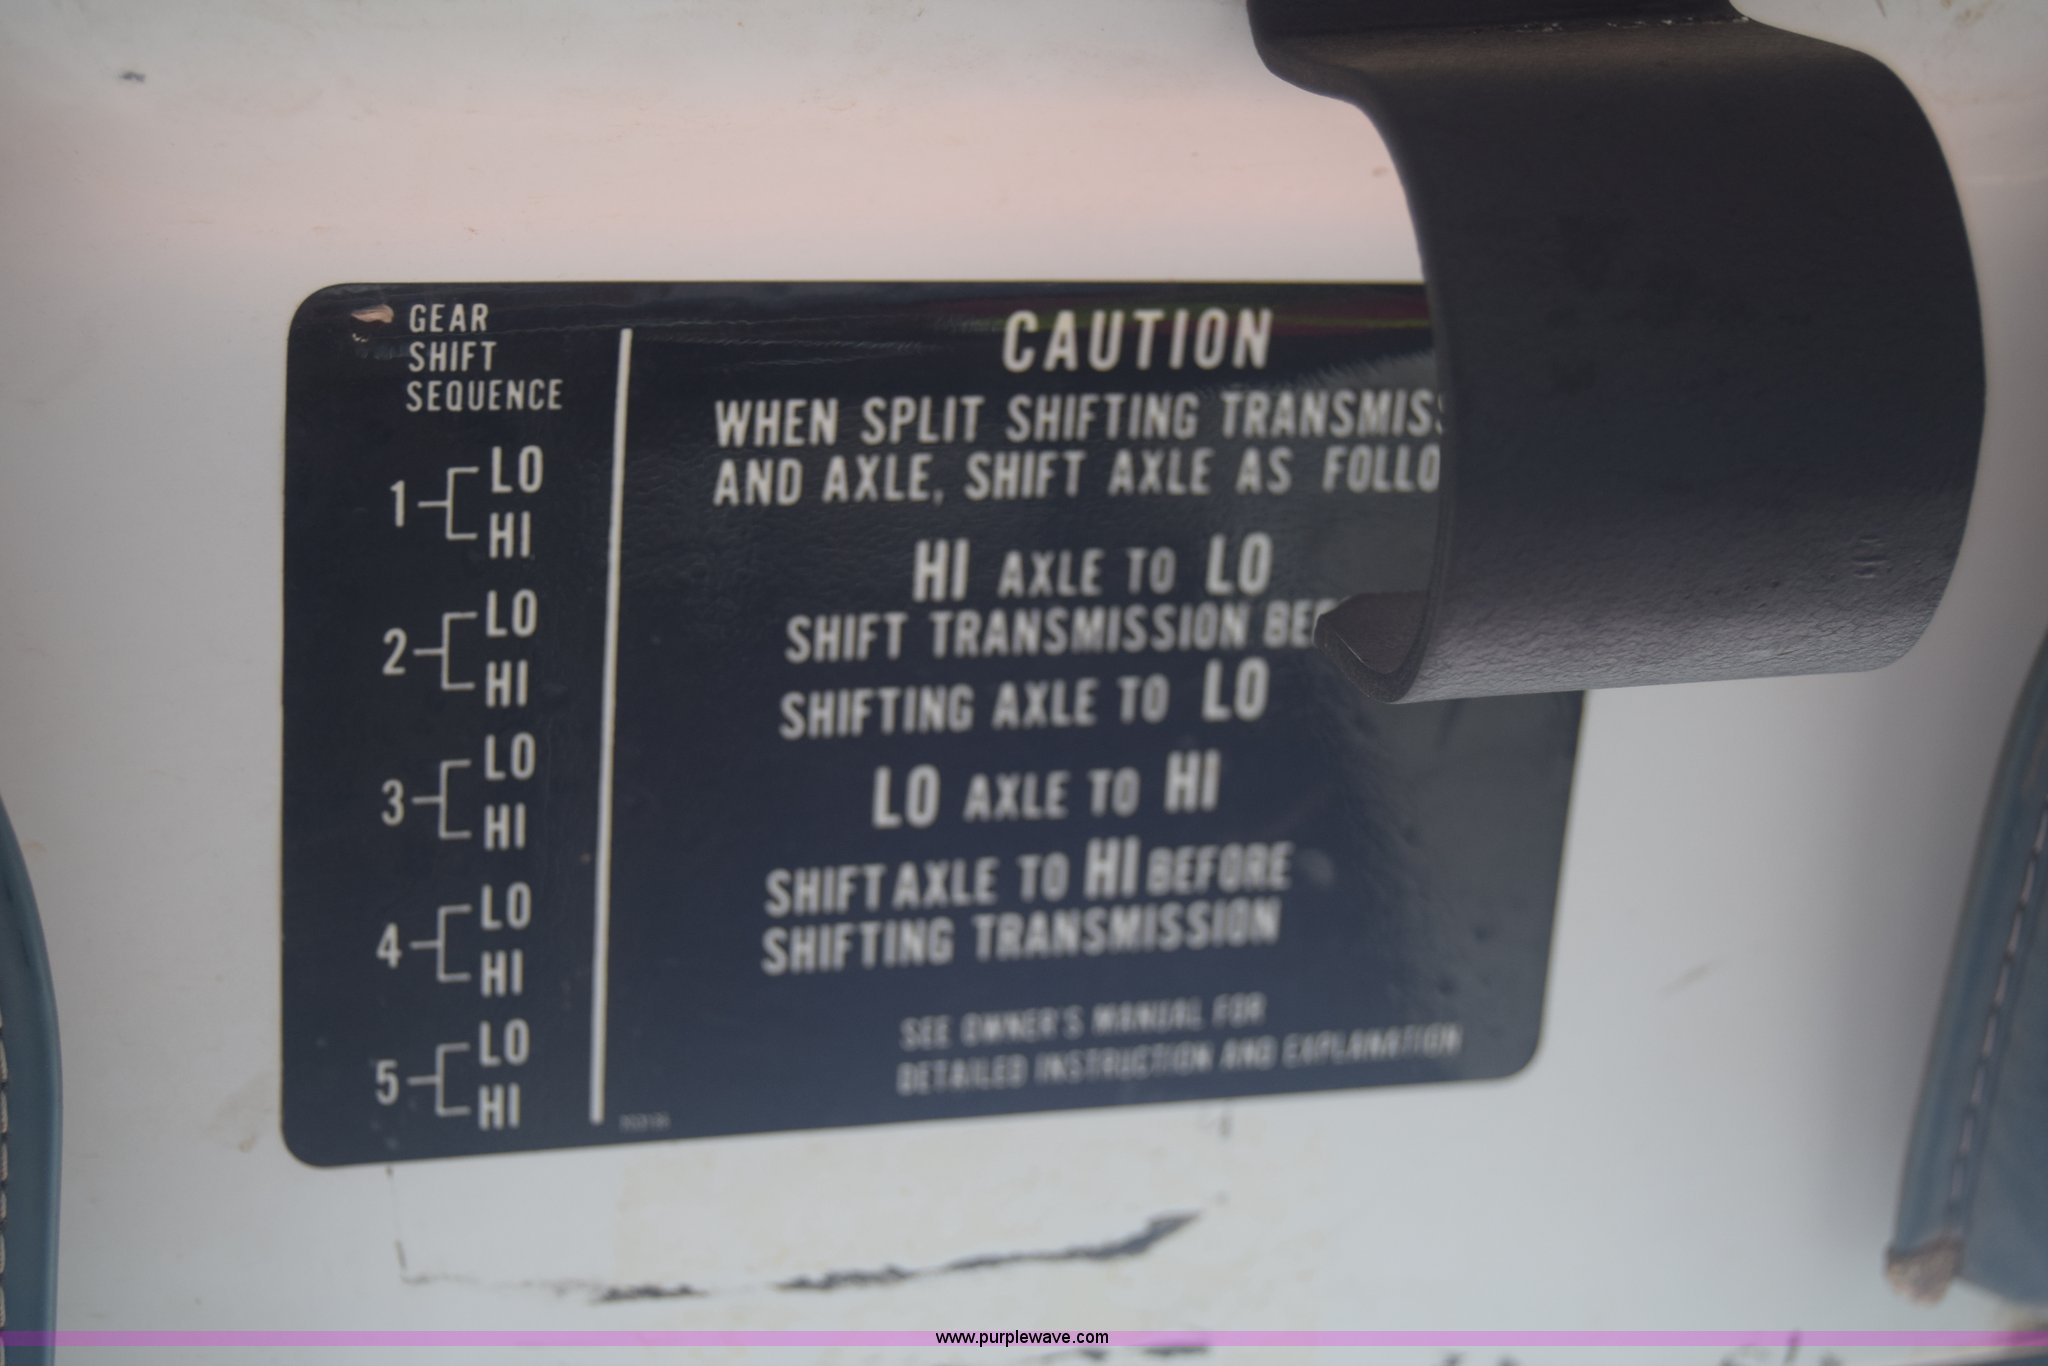 GEAR
SHIFT
SEQUENCE
1 LO
HI
2 LO
HI
3 LO
HI
4 LO
HI
5 LO
HI
CAUTION
WHEN SPLIT SHIFTING TRANSMISS
AND AXLE, SHIFT AXLE AS FOLLO
HI AXLE TO LO
SHIFT TRANSMISSION BEF
SHIFTING AXLE TO LO
LO AXLE TO HI
SHIFT AXLE TO HI BEFORE
SHIFTING TRANSMISSION
SEE OWNER'S MANUAL FOR
DETAILED INSTRUCTION AND EXPLANATION
www.purplewave.com